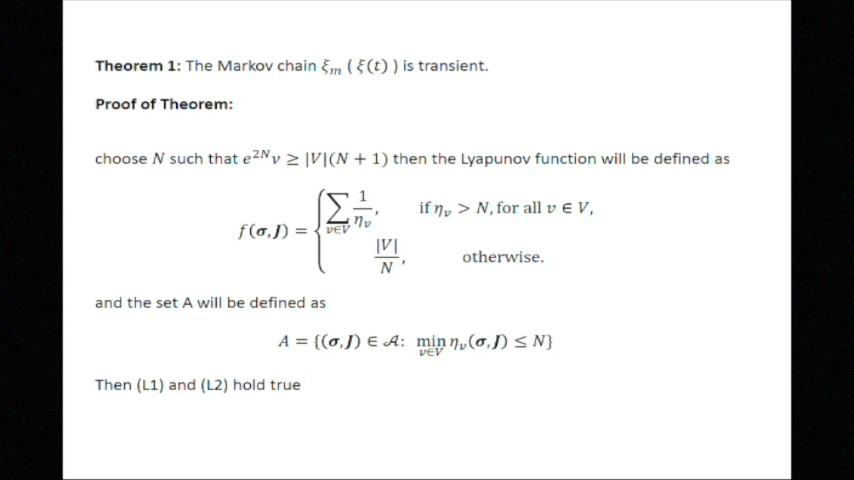 Theorem 1: The Markov chain ξₘ ( ξ(t) ) is transient.
Proof of Theorem:
choose N such that e²ᴺν ≥ |V|(N + 1) then the Lyapunov function will be defined as
f(σ, J) = { ∑_{v∈V} 1/η_v, if η_v > N, for all v ∈ V,
|V|/N, otherwise.
and the set A will be defined as
A = {(σ, J) ∈ 𝒜: min_{v∈V} η_v(σ, J) ≤ N}
Then (L1) and (L2) hold true